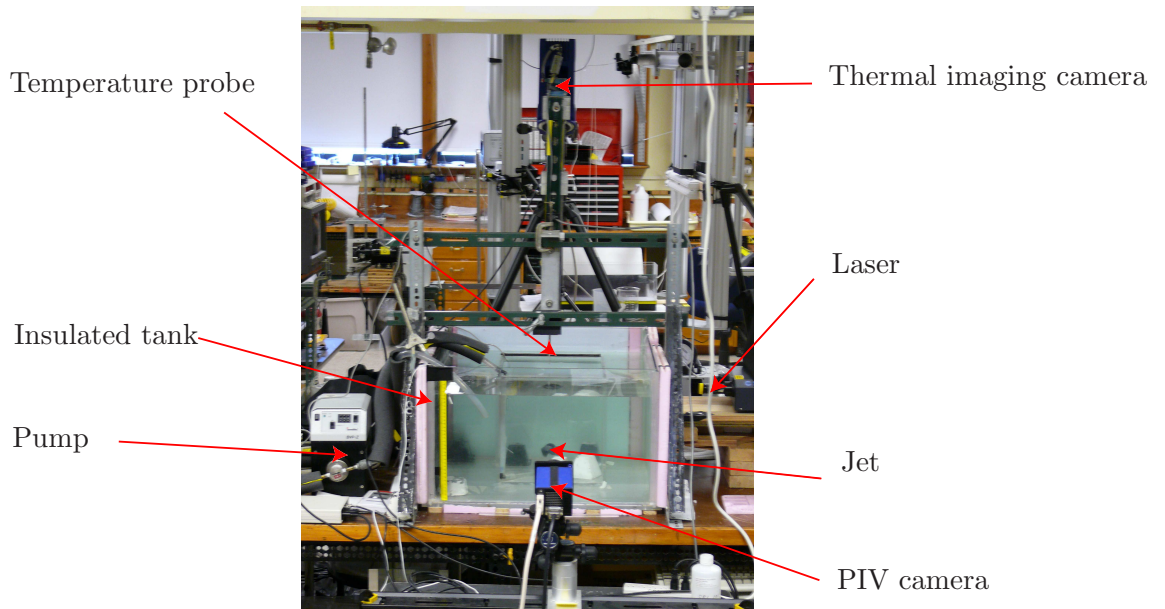 Temperature probe
Thermal imaging camera
Laser
Insulated tank
Pump
Jet
PIV camera